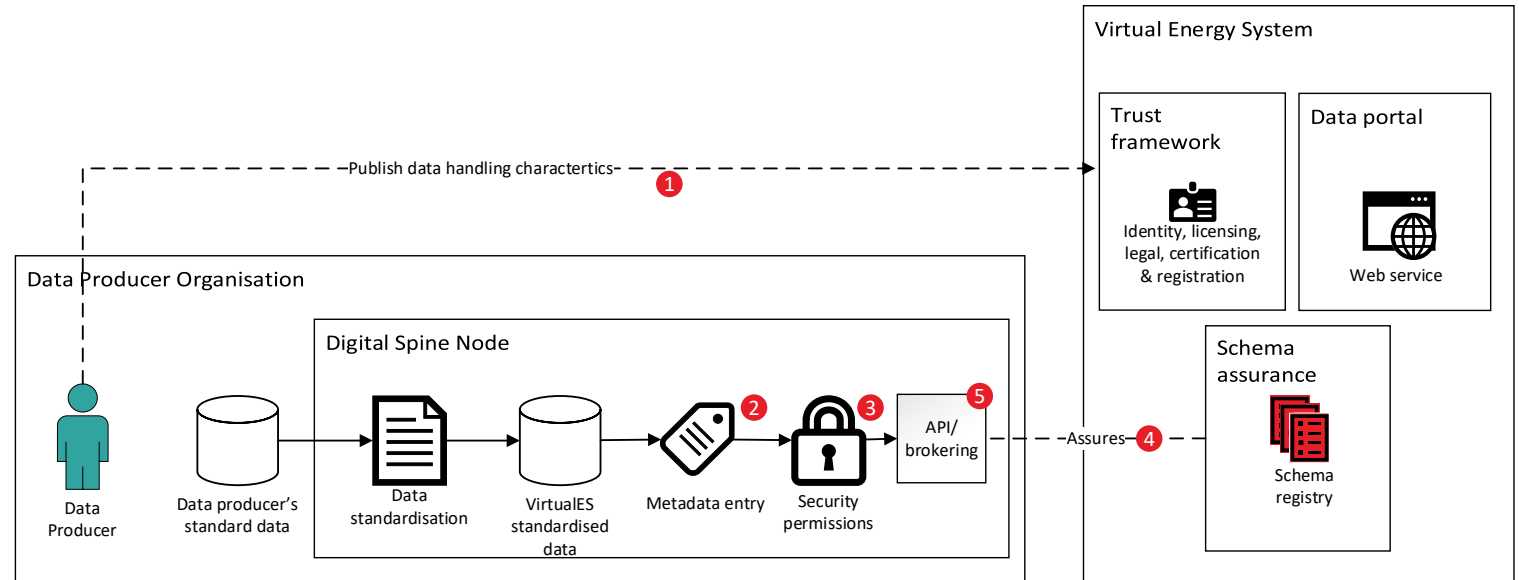 Virtual Energy System
Trust
framework
Identity, licensing,
legal, certification
& registration
Data portal
Web service
Publish data handling charactertics
1
Data Producer Organisation
Data
Producer
Data producer's
standard data
Digital Spine Node
Data
standardisation
VirtualES
standardised
data
2
Metadata entry
3
Security
permissions
5
API/
brokering
Assures
4
Schema
assurance
Schema
registry